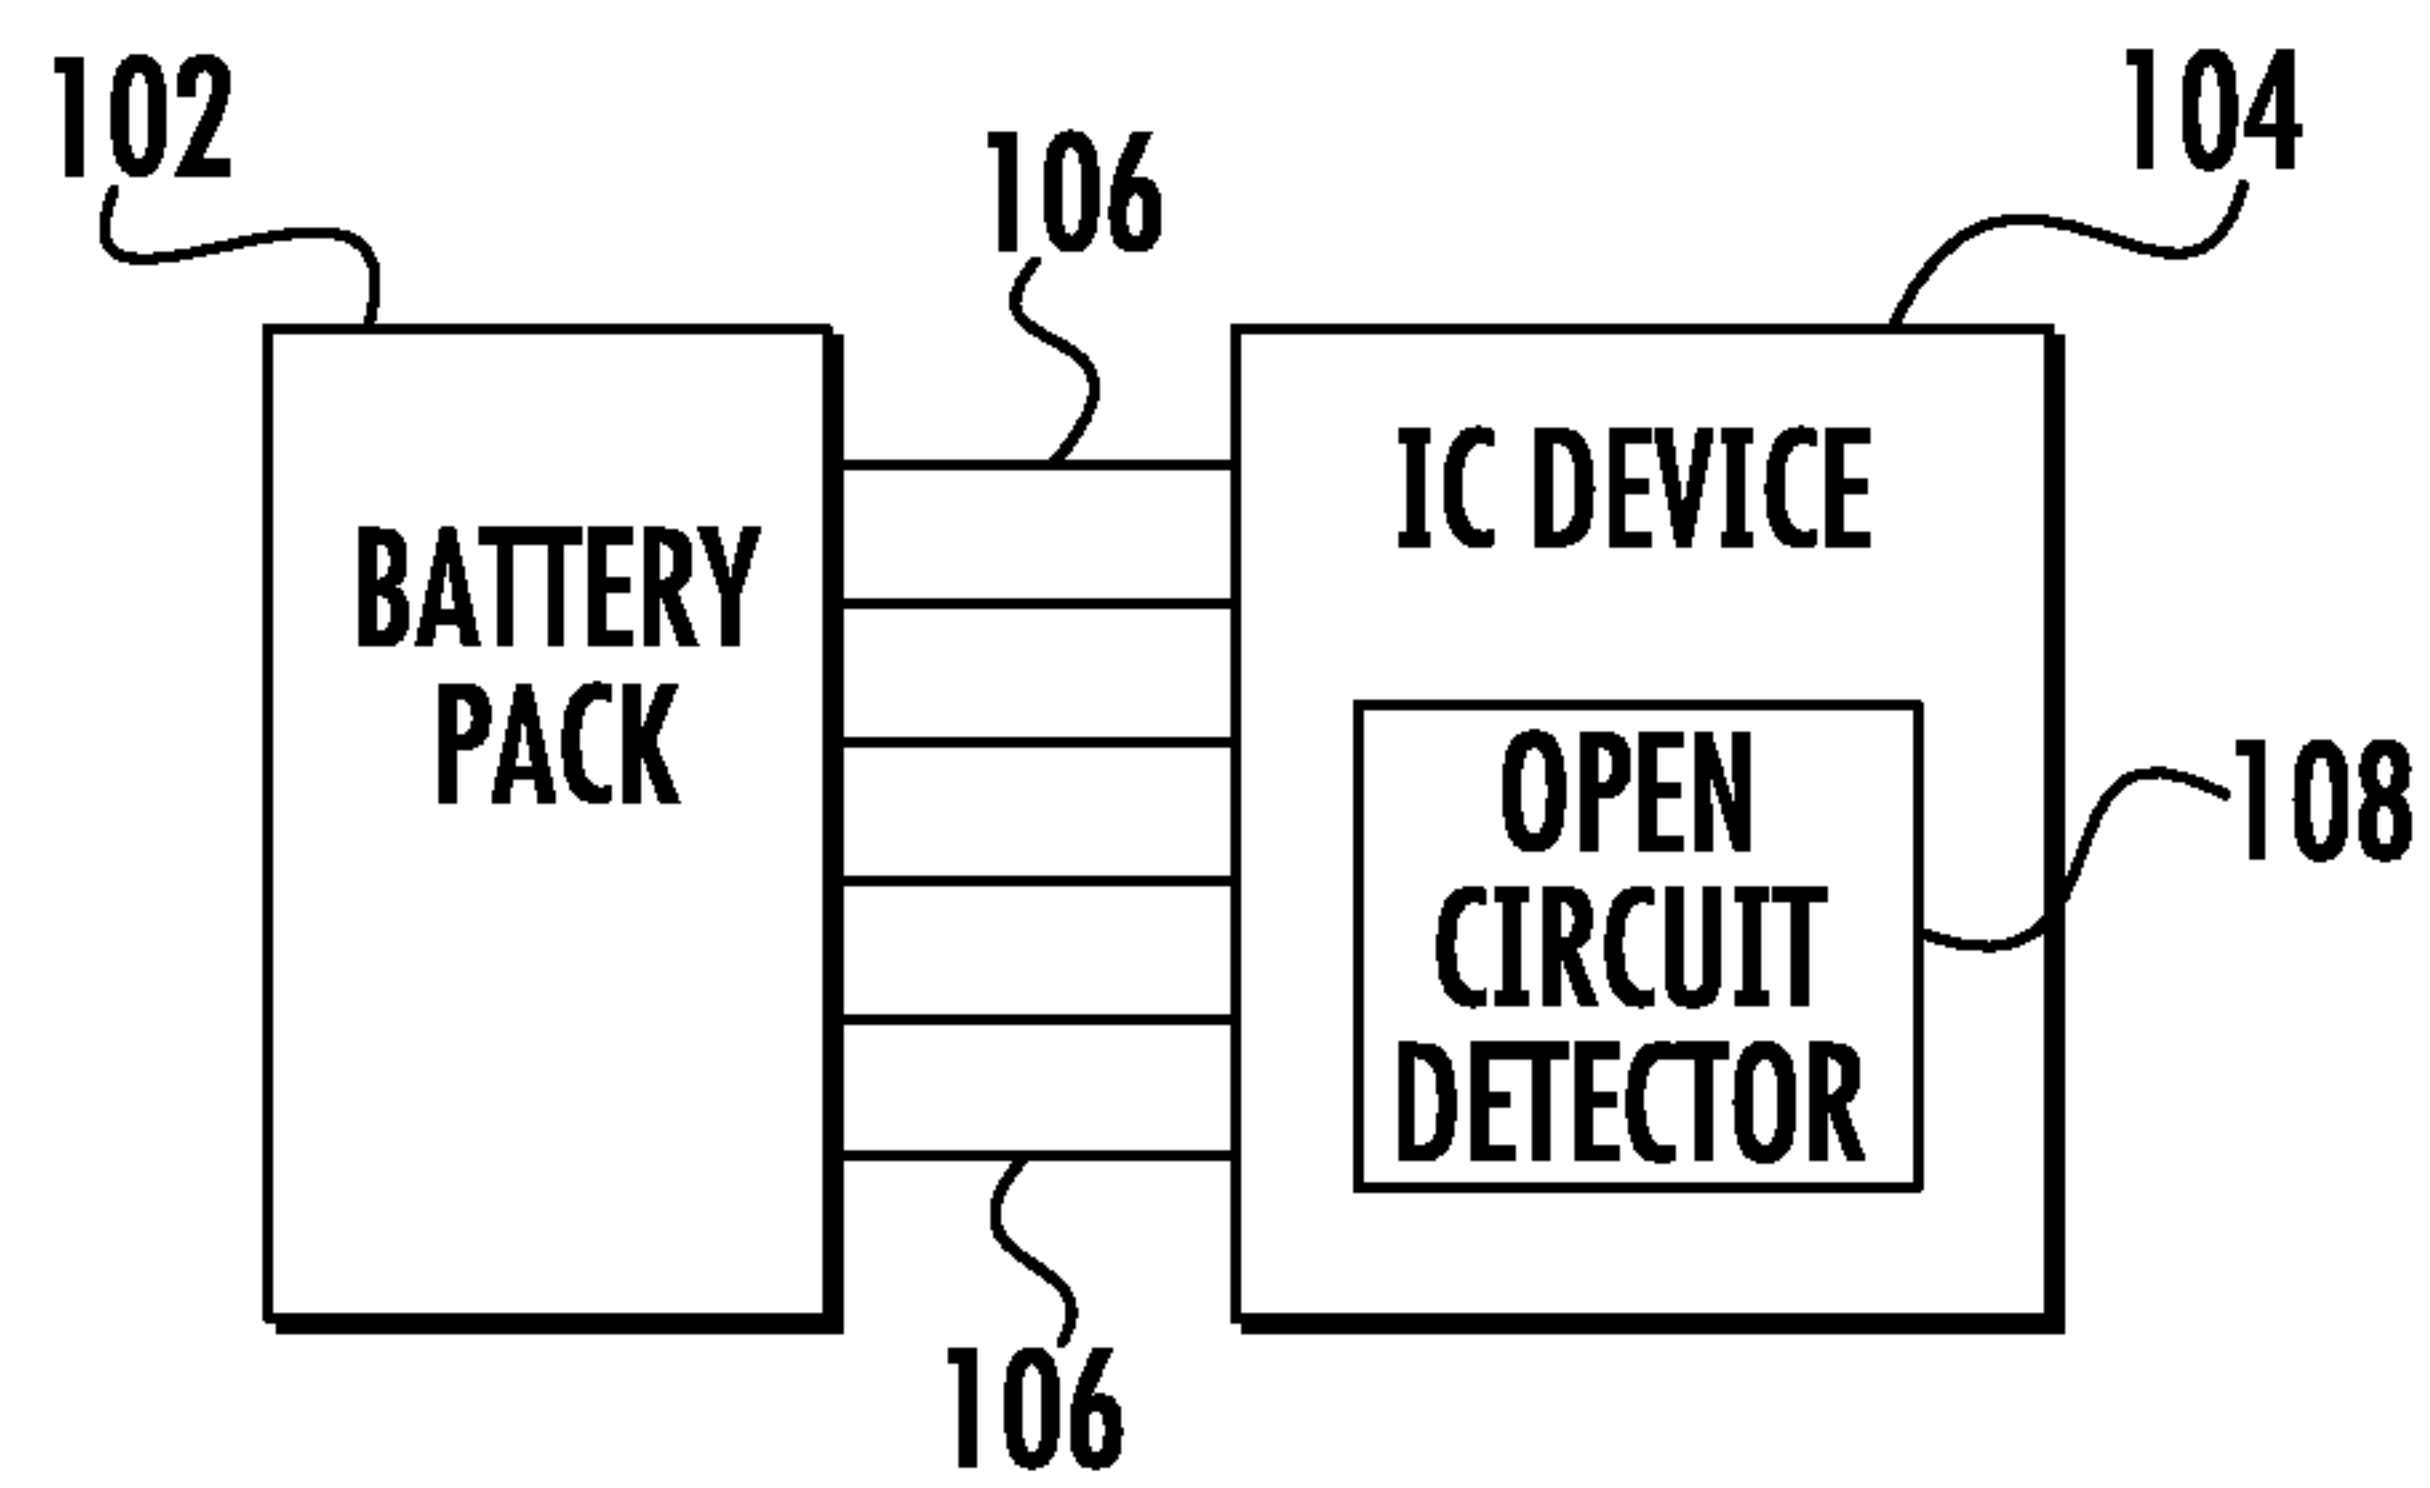 102
104
106
IC DEVICE
BATTERY
PACK
OPEN
CIRCUIT
DETECTOR
108
106